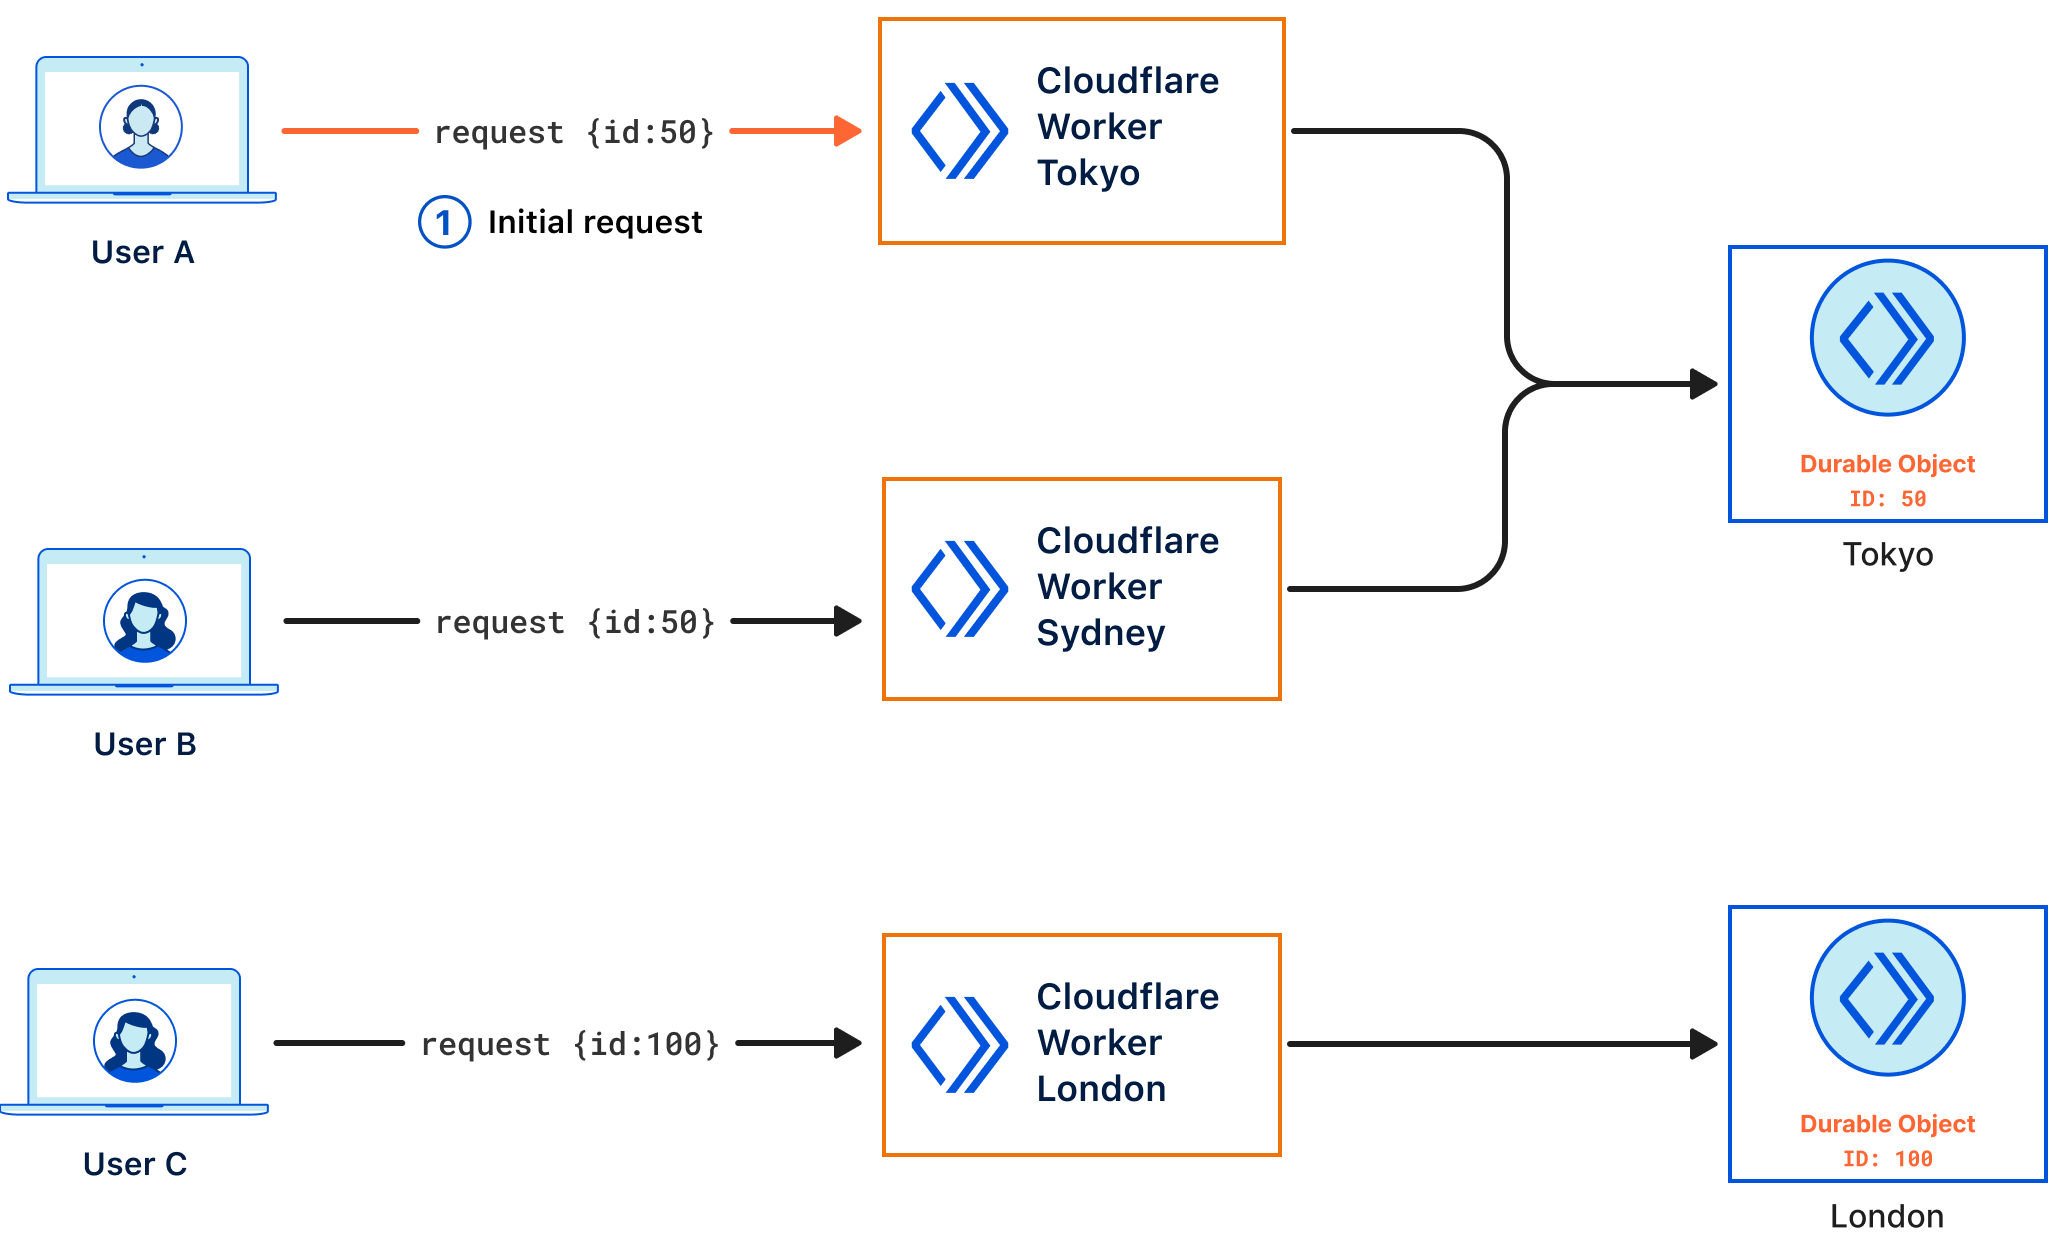 request {id:50}
1 Initial request
User A
Cloudflare
Worker
Tokyo
Durable Object
ID: 50
Tokyo
request {id:50}
User B
Cloudflare
Worker
Sydney
request {id:100}
User C
Cloudflare
Worker
London
Durable Object
ID: 100
London